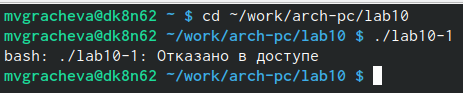 mvgracheva@dk8n62 ~ $ cd ~/work/arch-pc/lab10
mvgracheva@dk8n62 ~/work/arch-pc/lab10 $ ./lab10-1
bash: ./lab10-1: Отказано в доступе
mvgracheva@dk8n62 ~/work/arch-pc/lab10 $